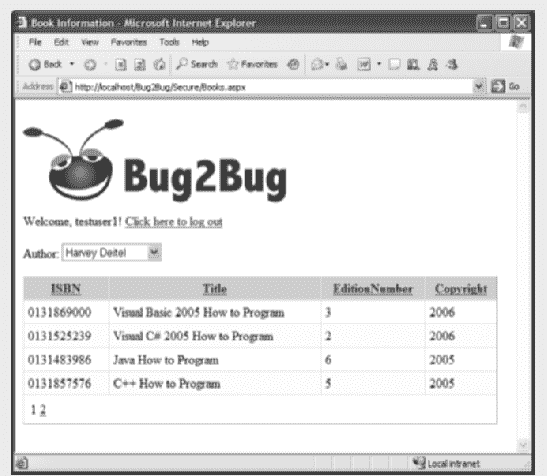 Book Information - Microsoft Internet Explorer
File Edit View Favorites Tools Help
Back Search Favorites
Address http://localhost/Bug2Bug/Secure/Books.aspx Go
Bug2Bug
Welcome, testuser1! Click here to log out
Author: Harvey Deitel
ISBN Title EditionNumber Copyright
0131869000 Visual Basic 2005 How to Program 3 2006
0131525239 Visual C# 2005 How to Program 2 2006
0131483986 Java How to Program 6 2005
0131857576 C++ How to Program 5 2005
1 2
Local intranet